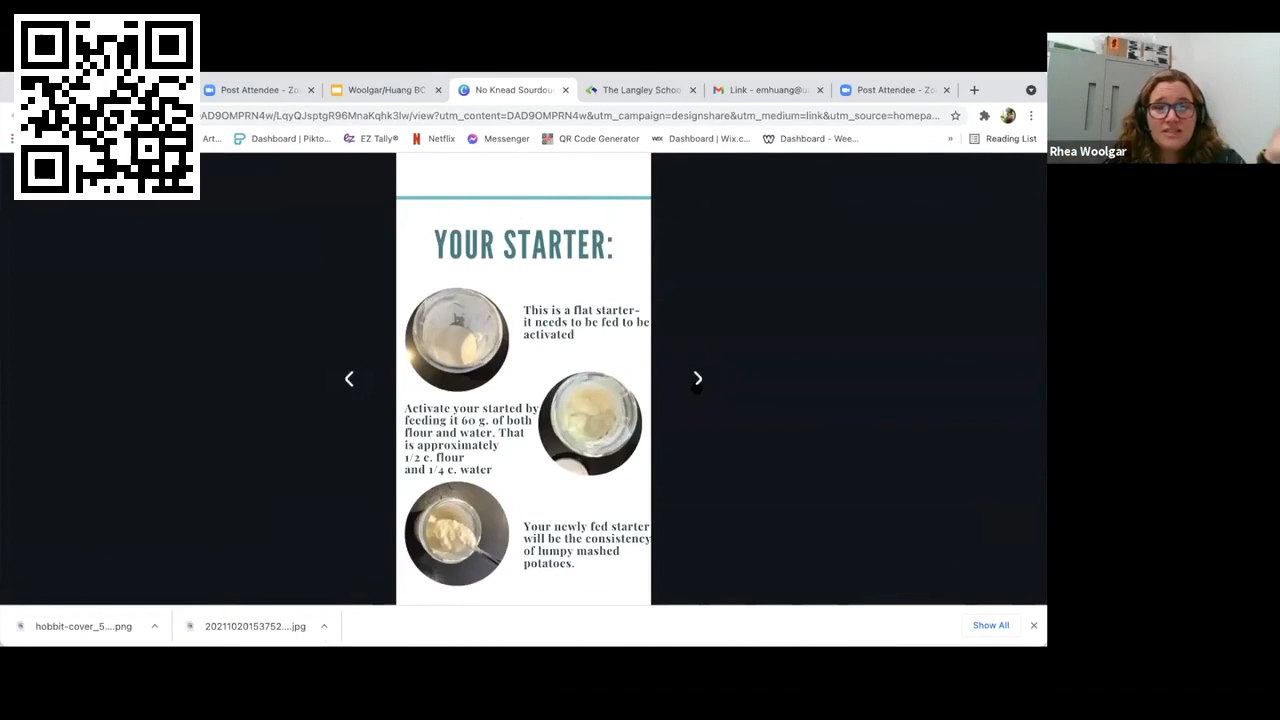 Post Attendee - Zo
Woolgar/Huang BC
No Knead Sourdou
The Langley Schoo
Link - emhuang@u
Post Attendee - Zo
AD9OMPRN4w/LqyQJsptgR96MnaKqhk3lw/view?utm_content=DAD9OMPRN4w&utm_campaign=designshare&utm_medium=link&utm_source=homepa...
Art...
Dashboard | Pikto...
EZ Tally®
Netflix
Messenger
QR Code Generator
WiX
Dashboard | Wix.c...
Dashboard - Wee...
»
Reading List
Rhea Woolgar
YOUR STARTER:
This is a flat starter-
it needs to be fed to be
activated
Activate your started by
feeding it 60 g. of both
flour and water. That
is approximately
1/2 c. flour
and 1/4 c. water
Your newly fed starter
will be the consistency
of lumpy mashed
potatoes.
hobbit-cover_5....png
20211020153752....jpg
Show All